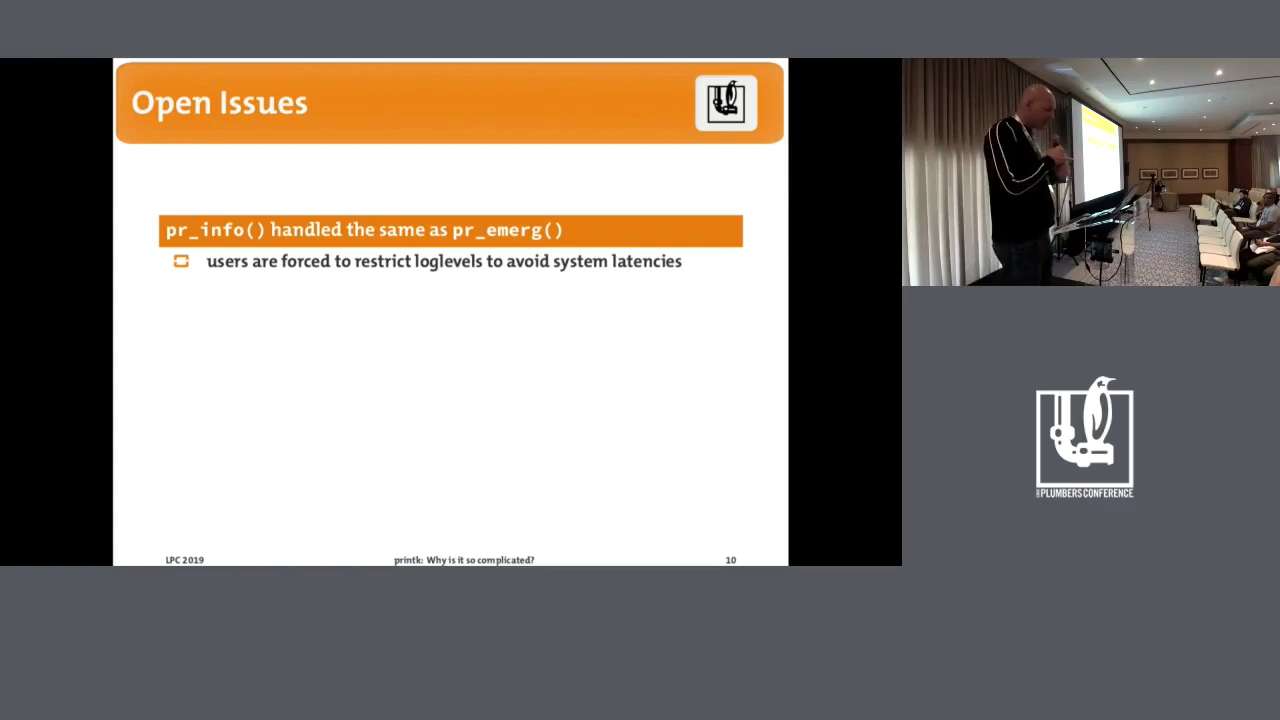 Open Issues
pr_info() handled the same as pr_emerg()
users are forced to restrict loglevels to avoid system latencies
LPC 2019
printk: Why is it so complicated?
10
PLUMBERS CONFERENCE